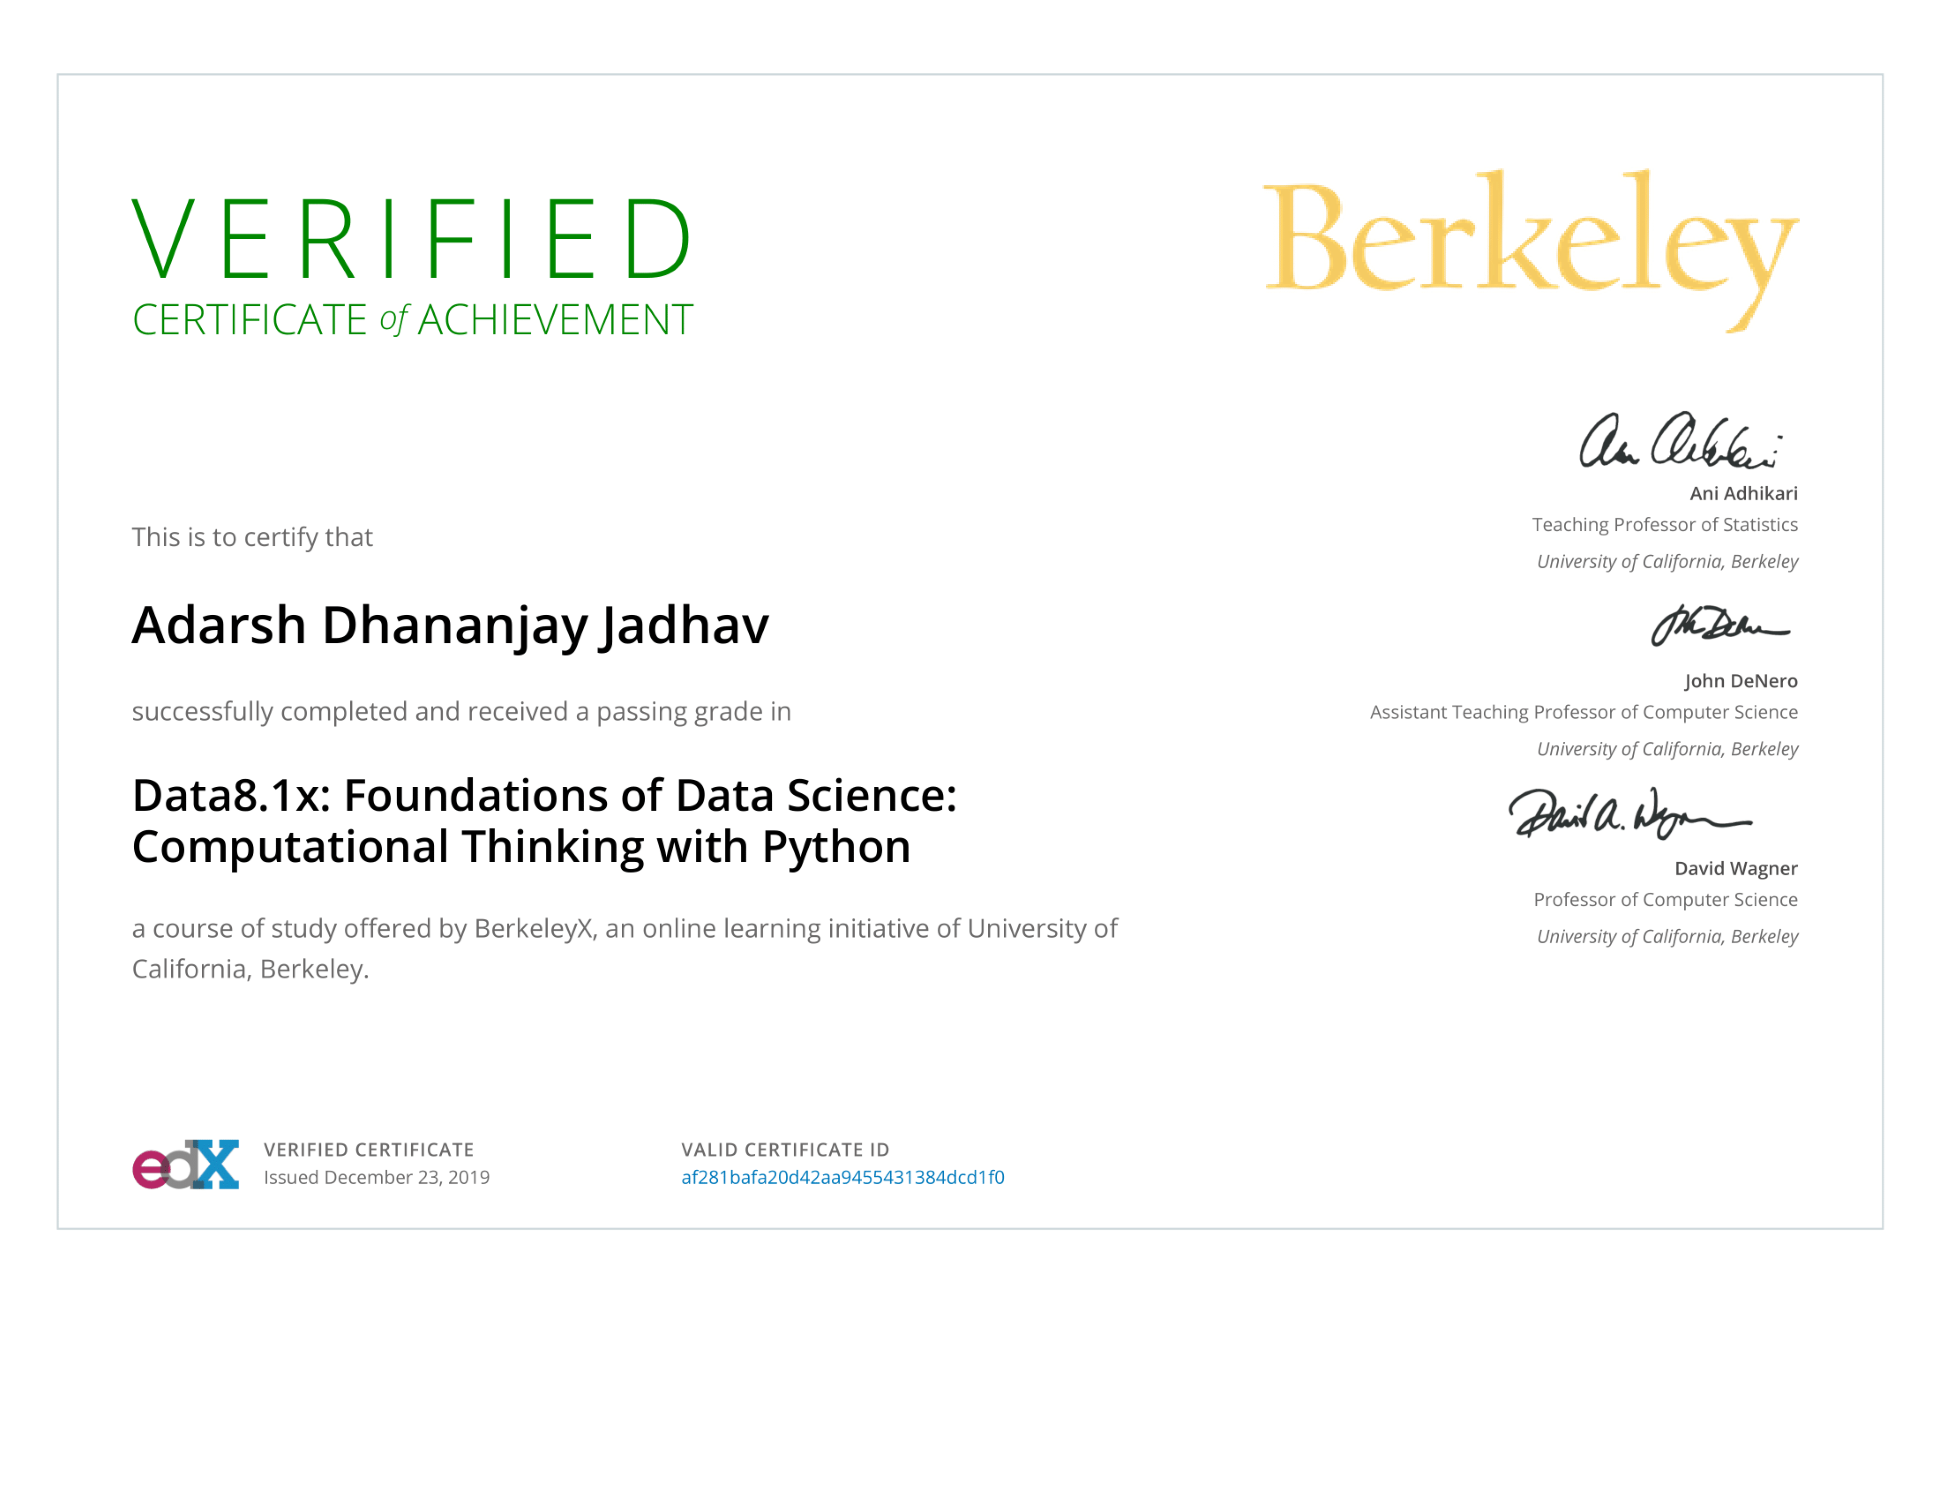 VERIFIED
CERTIFICATE of ACHIEVEMENT
Berkeley
This is to certify that
Adarsh Dhananjay Jadhav
successfully completed and received a passing grade in
Data8.1x: Foundations of Data Science:
Computational Thinking with Python
a course of study offered by BerkeleyX, an online learning initiative of University of
California, Berkeley.
Ani Adhikari
Teaching Professor of Statistics
University of California, Berkeley
John DeNero
Assistant Teaching Professor of Computer Science
University of California, Berkeley
David A. Wagner
David Wagner
Professor of Computer Science
University of California, Berkeley
edX
VERIFIED CERTIFICATE
Issued December 23, 2019
VALID CERTIFICATE ID
af281bafa20d42aa9455431384dcd1f0